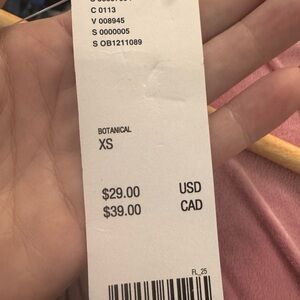 C 0113
V 008945
S 0000005
S OB1211089
BOTANICAL
XS
$29.00 USD
$39.00 CAD
FL_25